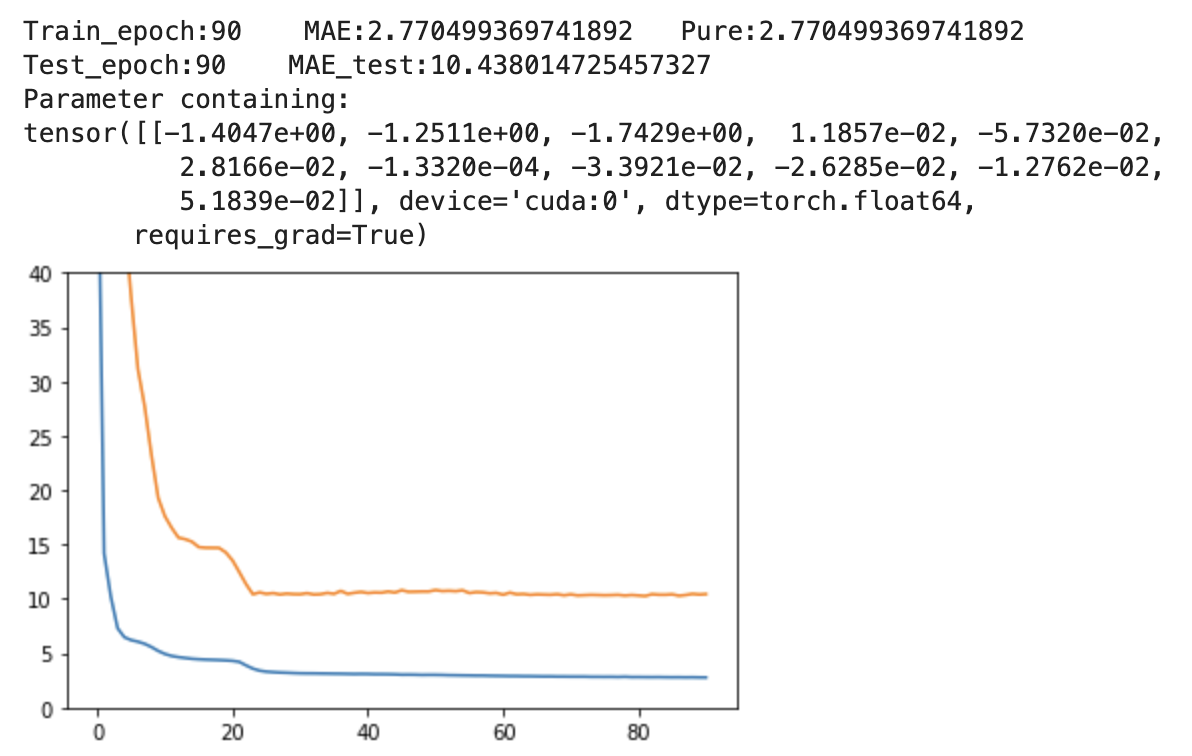 Train_epoch:90    MAE:2.770499369741892   Pure:2.770499369741892
Test_epoch:90    MAE_test:10.438014725457327
Parameter containing:
tensor([[-1.4047e+00, -1.2511e+00, -1.7429e+00,  1.1857e-02, -5.7320e-02,
          2.8166e-02, -1.3320e-04, -3.3921e-02, -2.6285e-02, -1.2762e-02,
          5.1839e-02]], device='cuda:0', dtype=torch.float64,
       requires_grad=True)
40
35
30
25
20
15
10
5
0
0 20 40 60 80